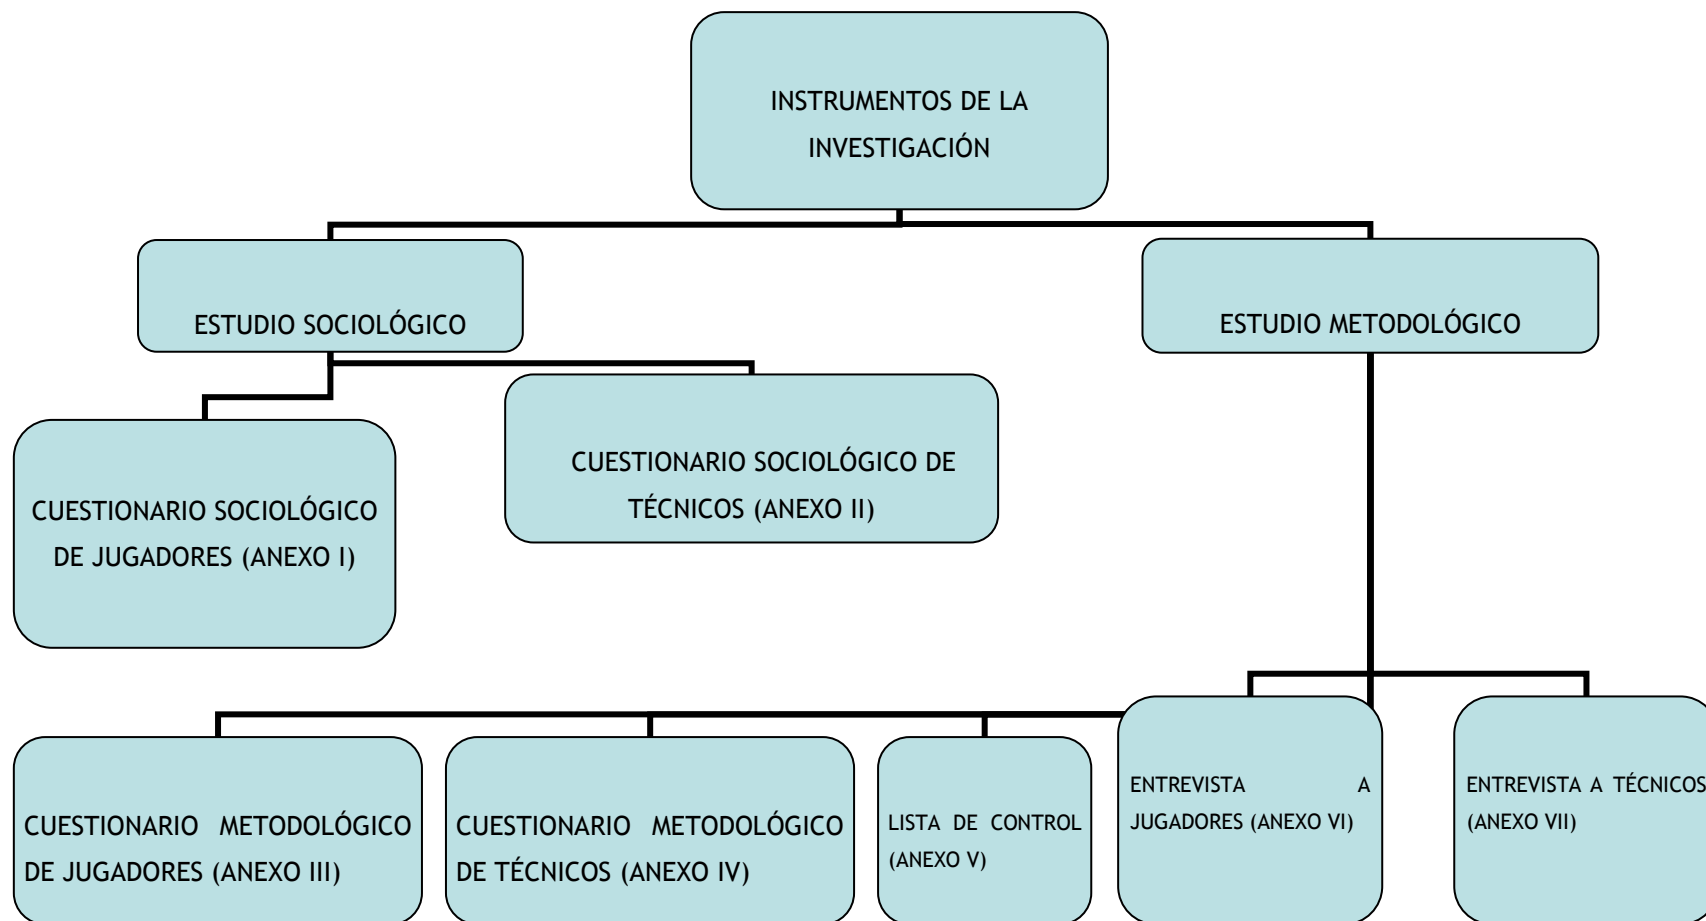 INSTRUMENTOS DE LA
INVESTIGACIÓN
ESTUDIO SOCIOLÓGICO
ESTUDIO METODOLÓGICO
CUESTIONARIO SOCIOLÓGICO
DE JUGADORES (ANEXO I)
CUESTIONARIO SOCIOLÓGICO DE
TÉCNICOS (ANEXO II)
CUESTIONARIO METODOLÓGICO
DE JUGADORES (ANEXO III)
CUESTIONARIO METODOLÓGICO
DE TÉCNICOS (ANEXO IV)
LISTA DE CONTROL
(ANEXO V)
ENTREVISTA A
JUGADORES (ANEXO VI)
ENTREVISTA A TÉCNICOS
(ANEXO VII)